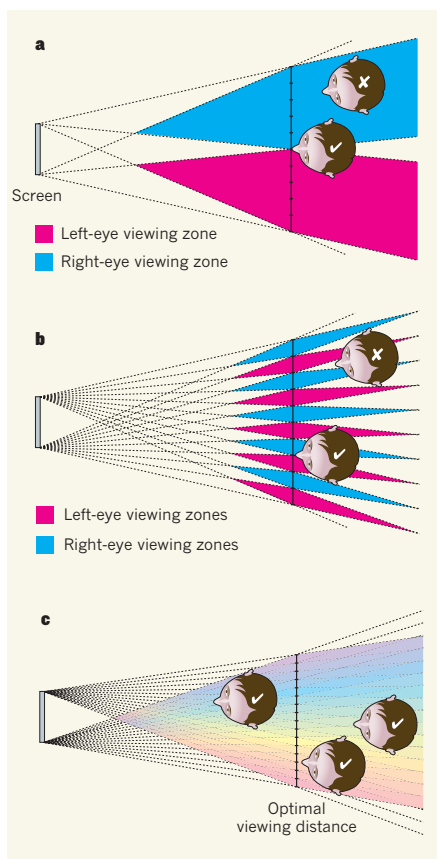 a
Screen
Left-eye viewing zone
Right-eye viewing zone
b
Left-eye viewing zones
Right-eye viewing zones
c
Optimal
viewing distance